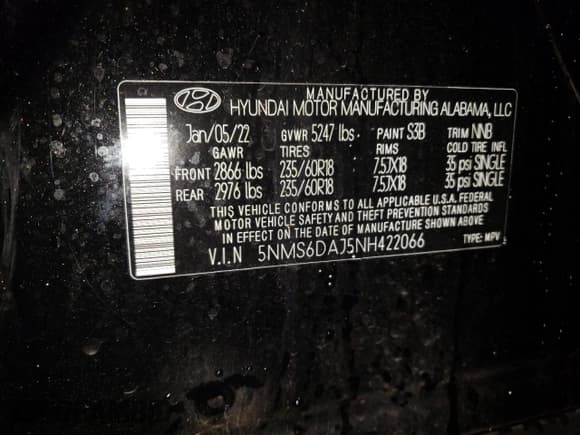 MANUFACTURED BY
HYUNDAI MOTOR MANUFACTURING ALABAMA, LLC
Jan/05/22 GVWR 5247 lbs PAINT S3B TRIM NNB
GAWR TIRES RIMS COLD TIRE INFL
FRONT 2866 lbs 235/60R18 7.5JX18 35 psi SINGLE
REAR 2976 lbs 235/60R18 7.5JX18 35 psi SINGLE
THIS VEHICLE CONFORMS TO ALL APPLICABLE U.S.A. FEDERAL
MOTOR VEHICLE SAFETY AND THEFT PREVENTION STANDARDS
IN EFFECT ON THE DATE OF MANUFACTURE SHOWN ABOVE
V.I.N 5NMS6DAJ5NH422066 TYPE: MPV